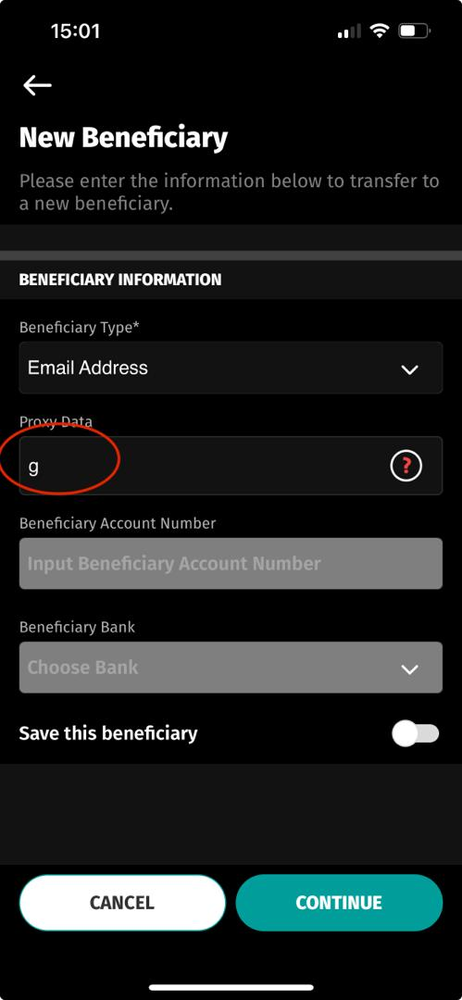 15:01
New Beneficiary
Please enter the information below to transfer to
a new beneficiary.
BENEFICIARY INFORMATION
Beneficiary Type*
Email Address
Proxy Data
g
?
Beneficiary Account Number
Input Beneficiary Account Number
Beneficiary Bank
Choose Bank
Save this beneficiary
CANCEL
CONTINUE